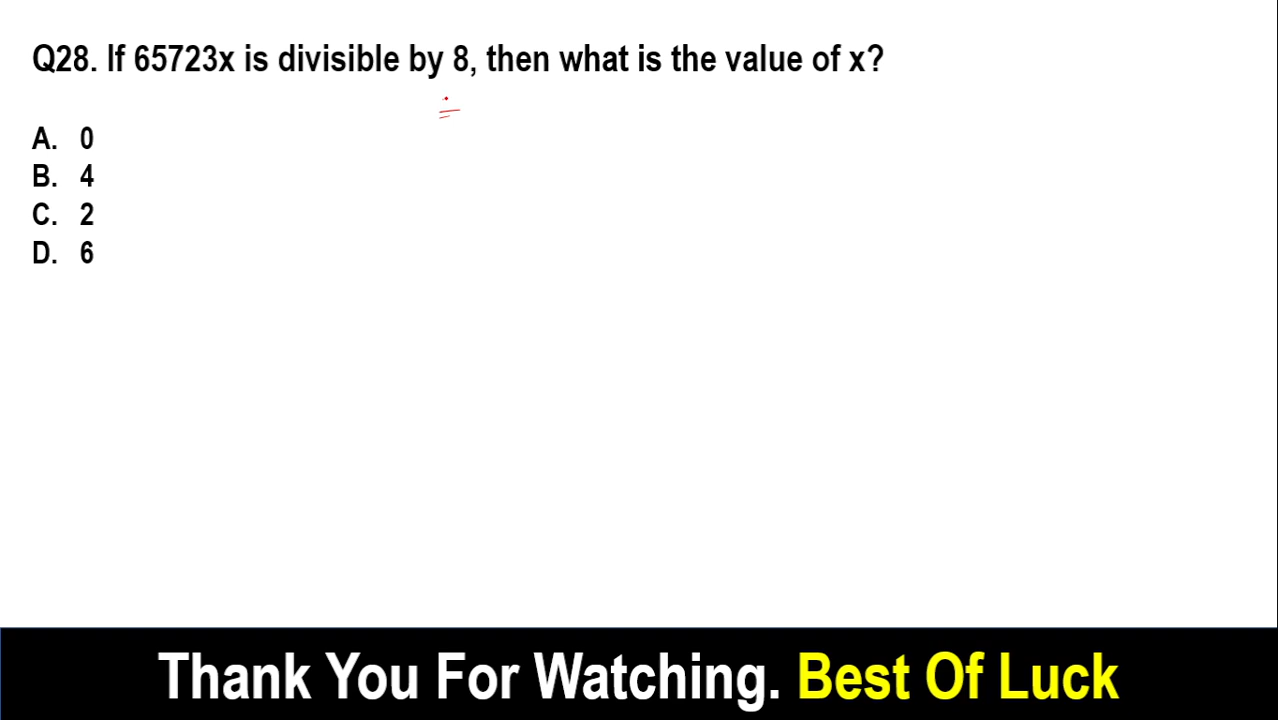 Q28. If 65723x is divisible by 8, then what is the value of x?
A. 0
B. 4
C. 2
D. 6
Thank You For Watching. Best Of Luck